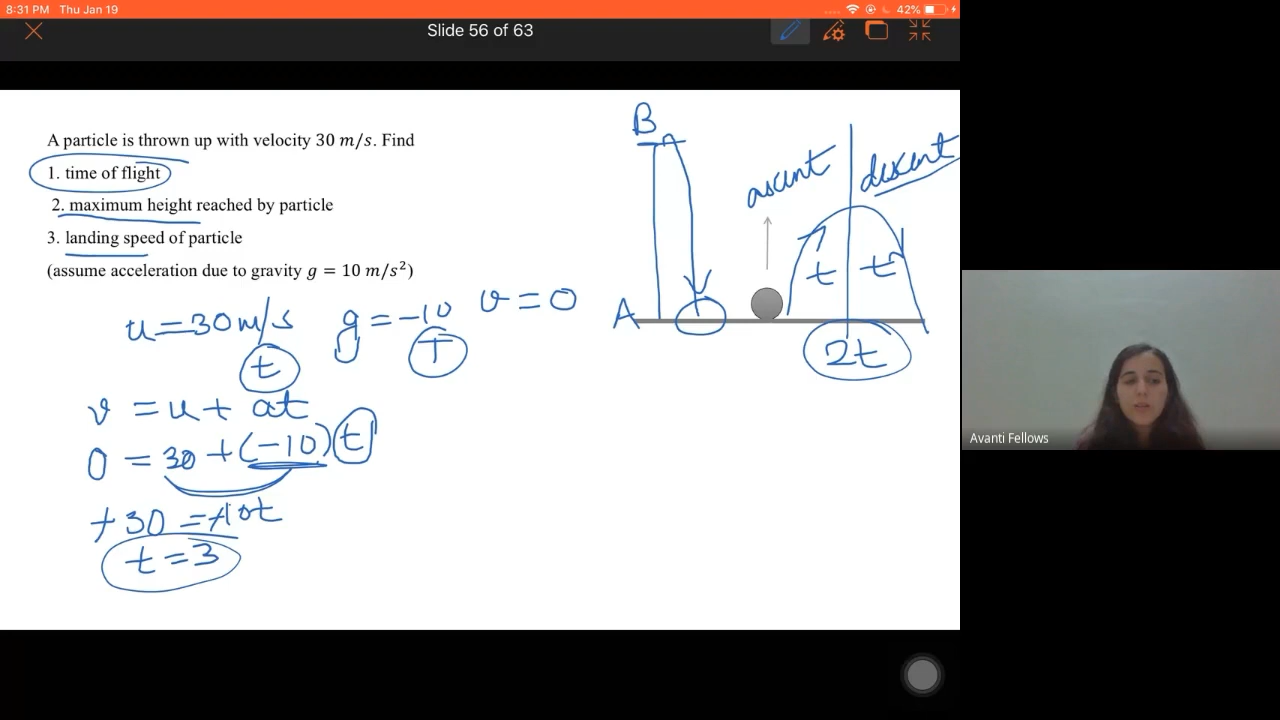 8:31 PM Thu Jan 19
42%
Slide 56 of 63
A particle is thrown up with velocity 30 m/s. Find
1. time of flight
2. maximum height reached by particle
3. landing speed of particle
(assume acceleration due to gravity g = 10 m/s²)
u = 30 m/s g = -10 v = 0
t T
v = u + at
0 = 30 + (-10) t
+30 = +10t
t = 3
B
A
ascent
descent
t t
2t
Avanti Fellows